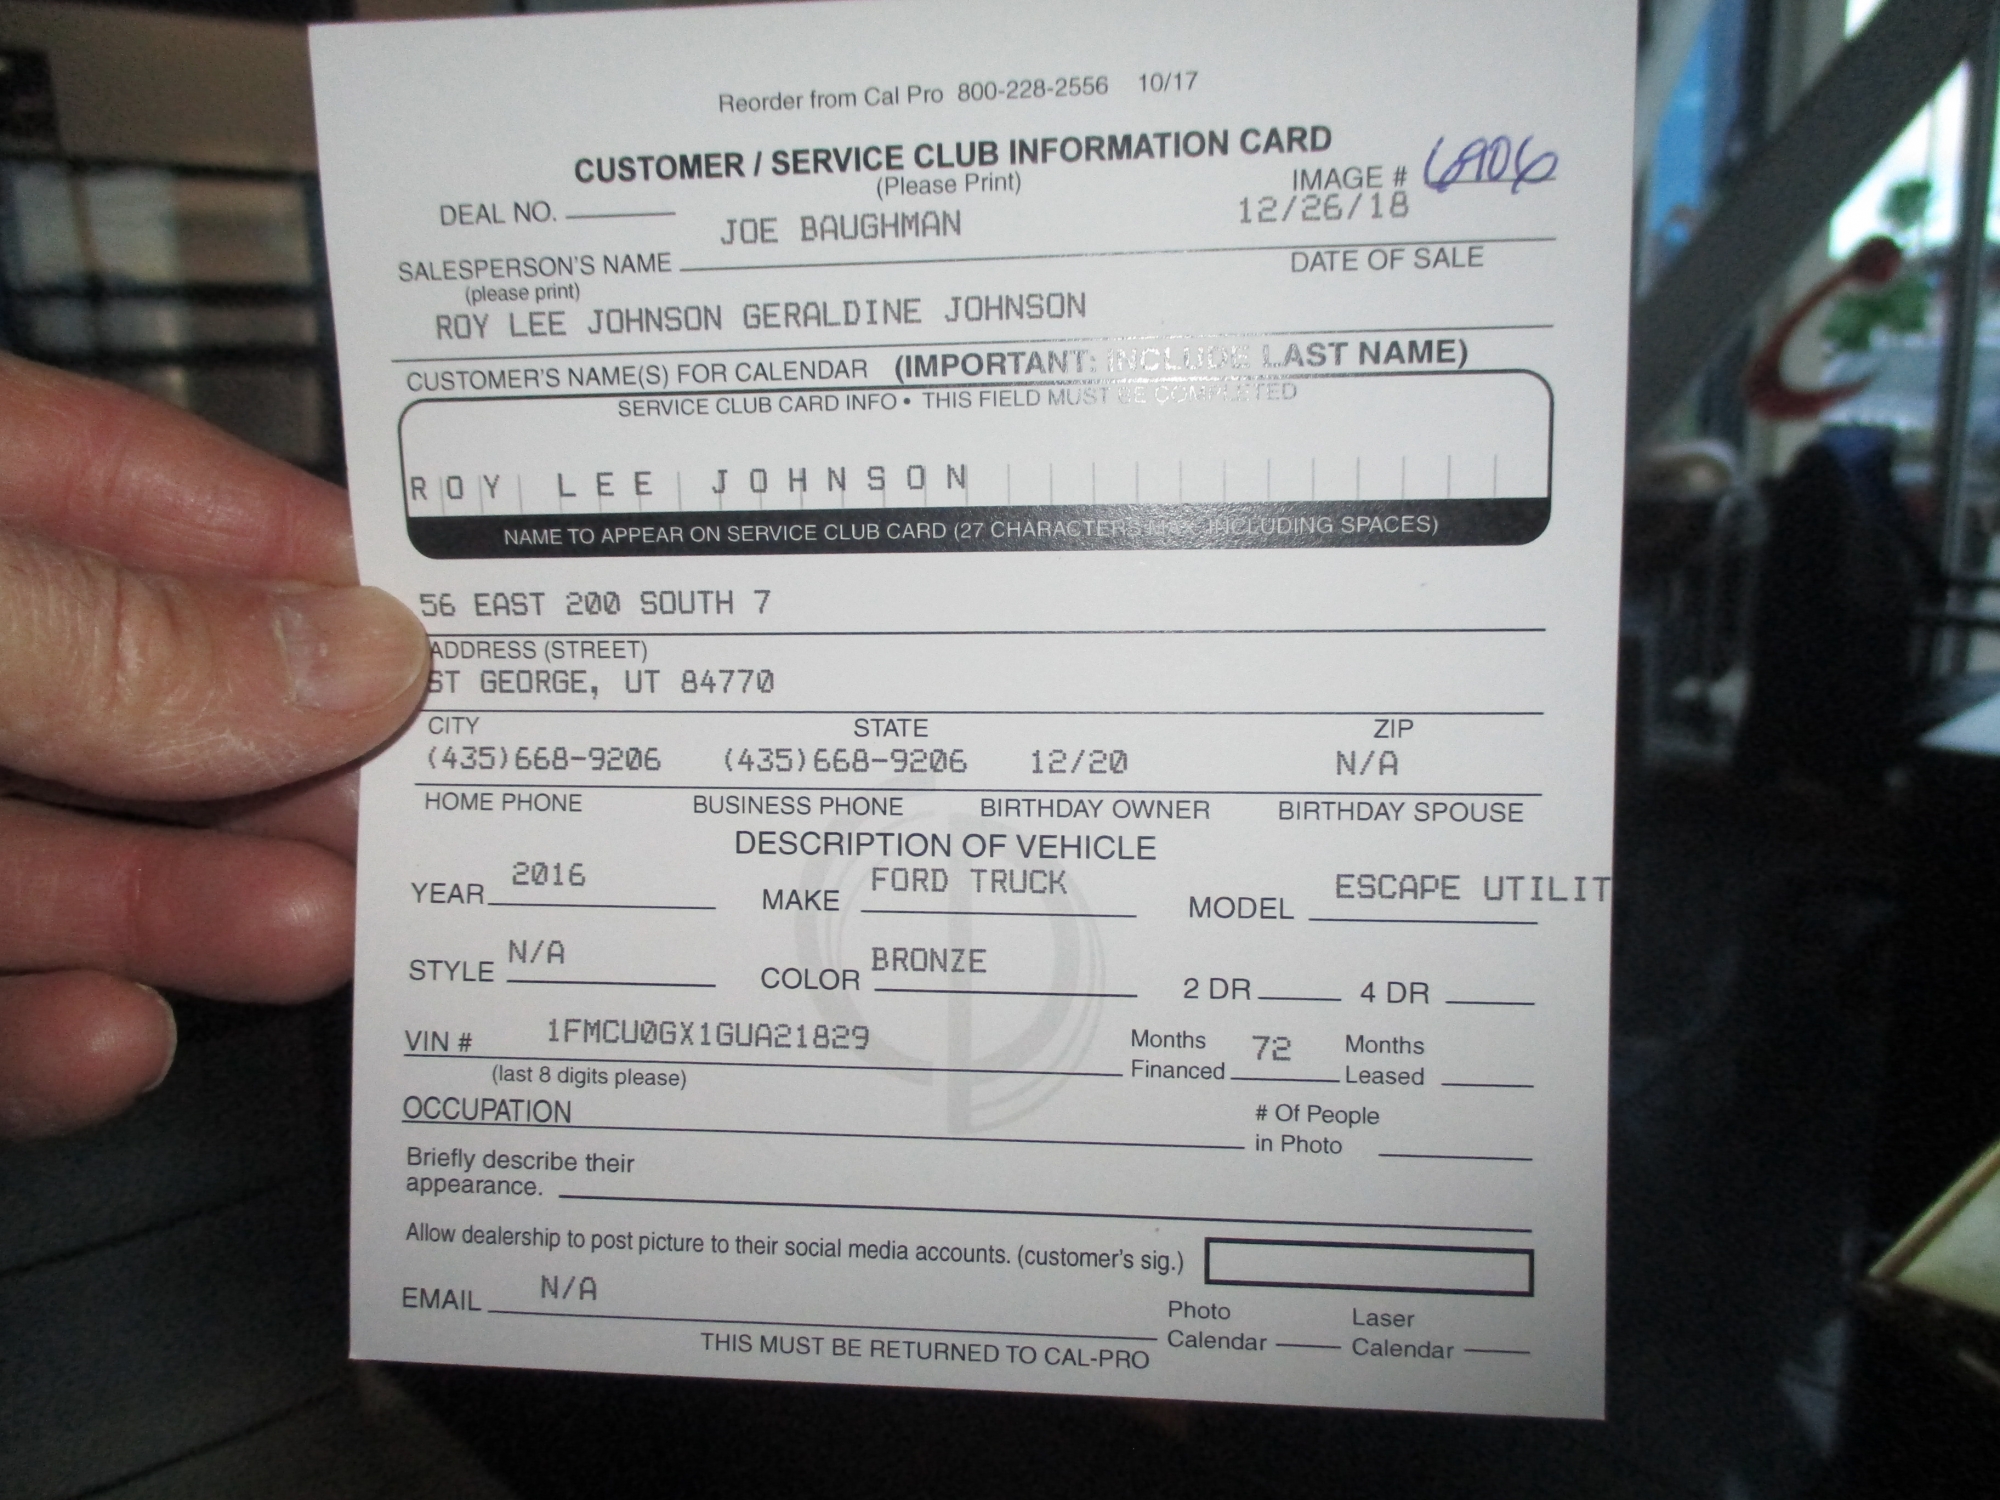 Reorder from Cal Pro 800-228-2556 10/17
CUSTOMER / SERVICE CLUB INFORMATION CARD
(Please Print)
IMAGE # 6906
DEAL NO.
JOE BAUGHMAN 12/26/18
SALESPERSON'S NAME DATE OF SALE
(please print)
ROY LEE JOHNSON GERALDINE JOHNSON
CUSTOMER'S NAME(S) FOR CALENDAR (IMPORTANT: INCLUDE LAST NAME)
SERVICE CLUB CARD INFO • THIS FIELD MUST BE COMPLETED
ROY LEE JOHNSON
NAME TO APPEAR ON SERVICE CLUB CARD (27 CHARACTERS MAX. INCLUDING SPACES)
56 EAST 200 SOUTH 7
ADDRESS (STREET)
ST GEORGE, UT 84770
CITY STATE ZIP
(435)668-9206 (435)668-9206 12/20 N/A
HOME PHONE BUSINESS PHONE BIRTHDAY OWNER BIRTHDAY SPOUSE
DESCRIPTION OF VEHICLE
YEAR 2016 MAKE FORD TRUCK MODEL ESCAPE UTILIT
STYLE N/A COLOR BRONZE 2 DR 4 DR
VIN # 1FMCU0GX1GUA21829 Months Financed 72 Months Leased
(last 8 digits please)
OCCUPATION # Of People in Photo
Briefly describe their
appearance.
Allow dealership to post picture to their social media accounts. (customer's sig.)
EMAIL N/A Photo Calendar Laser Calendar
THIS MUST BE RETURNED TO CAL-PRO